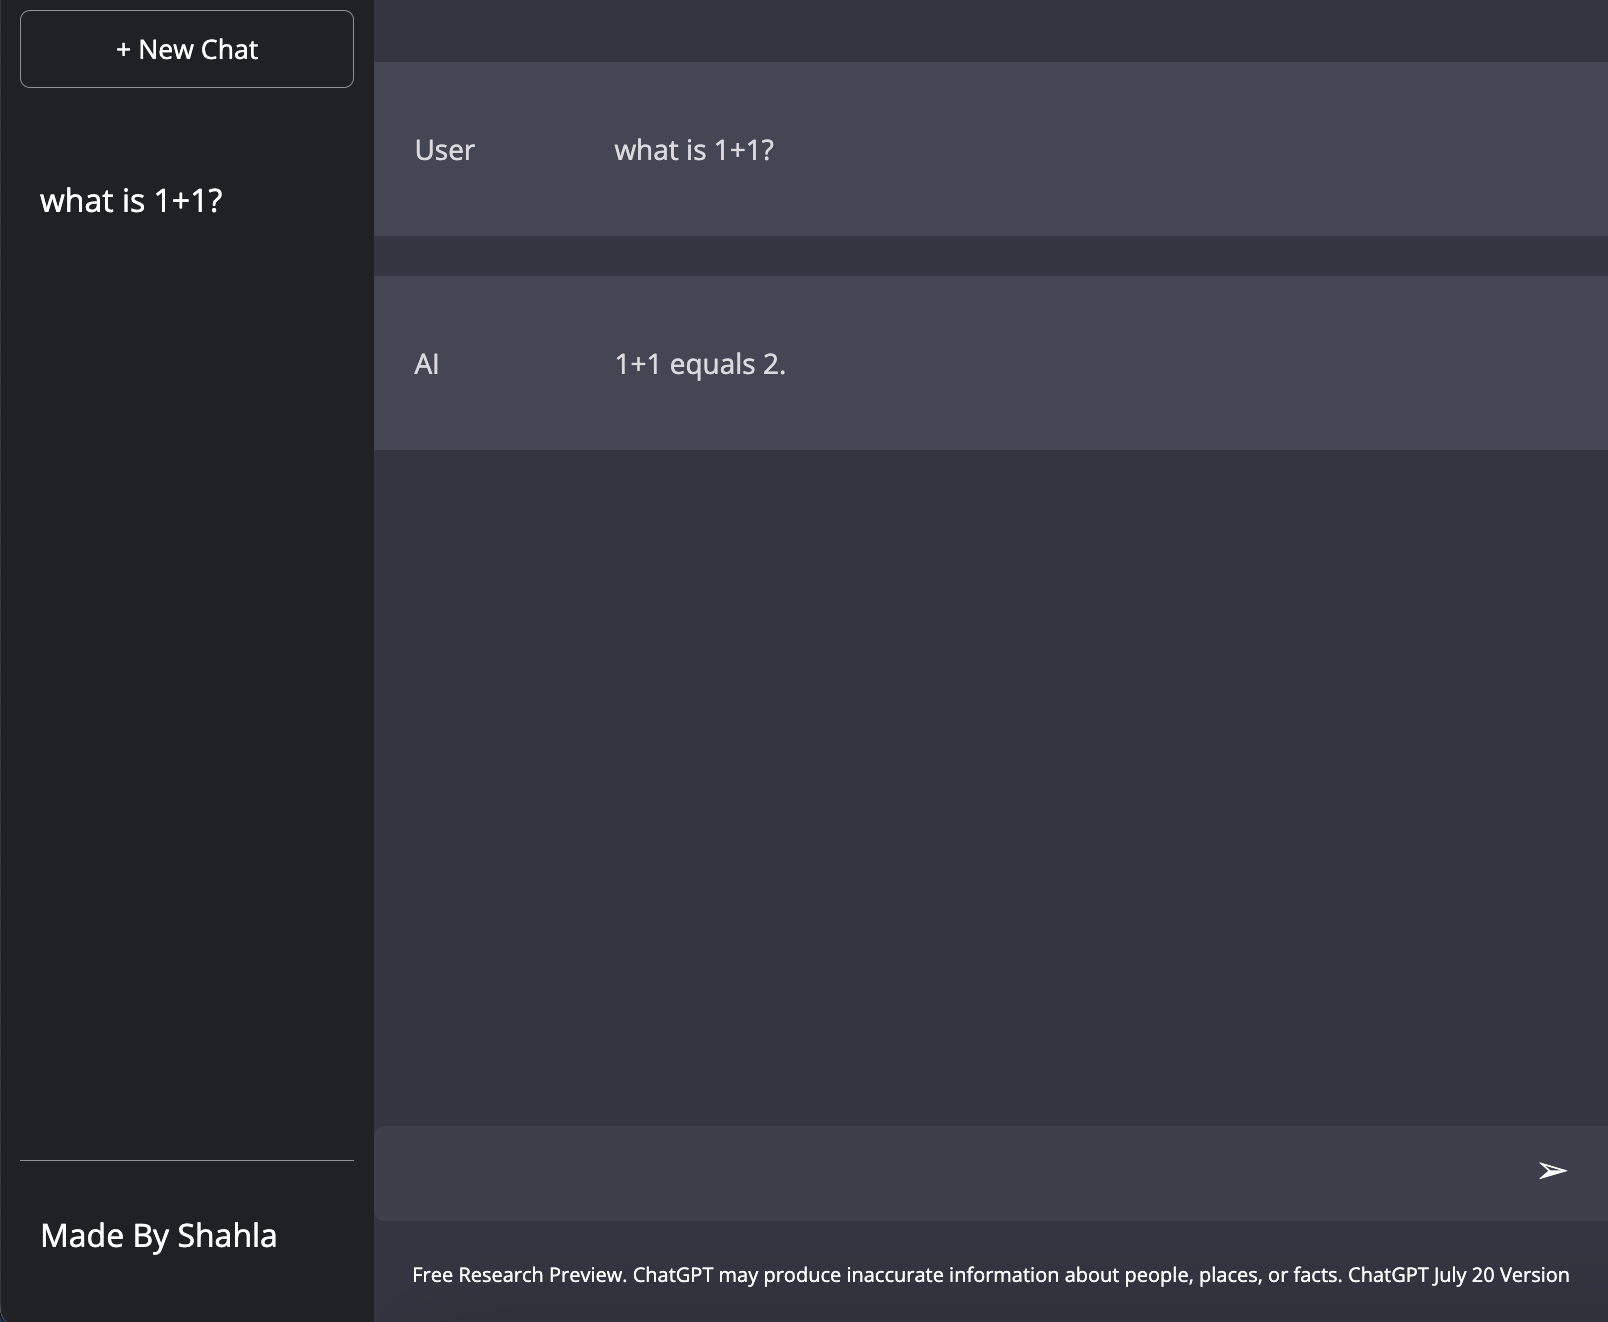 + New Chat
what is 1+1?
Made By Shahla
User what is 1+1?
AI 1+1 equals 2.
➢
Free Research Preview. ChatGPT may produce inaccurate information about people, places, or facts. ChatGPT July 20 Version